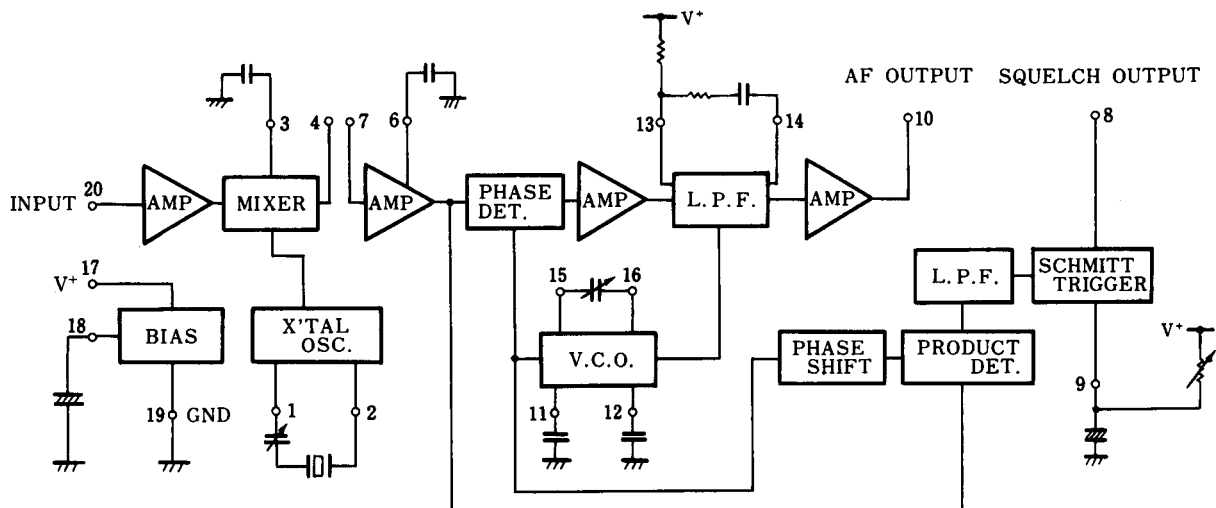 V⁺
AF OUTPUT
SQUELCH OUTPUT
3
4
7
6
13
14
10
8
INPUT
20
AMP
MIXER
AMP
PHASE
DET.
AMP
L. P. F.
AMP
V⁺
17
18
BIAS
19
GND
X'TAL
OSC.
1
2
15
16
V. C. O.
11
12
PHASE
SHIFT
PRODUCT
DET.
L. P. F.
SCHMITT
TRIGGER
9
V⁺